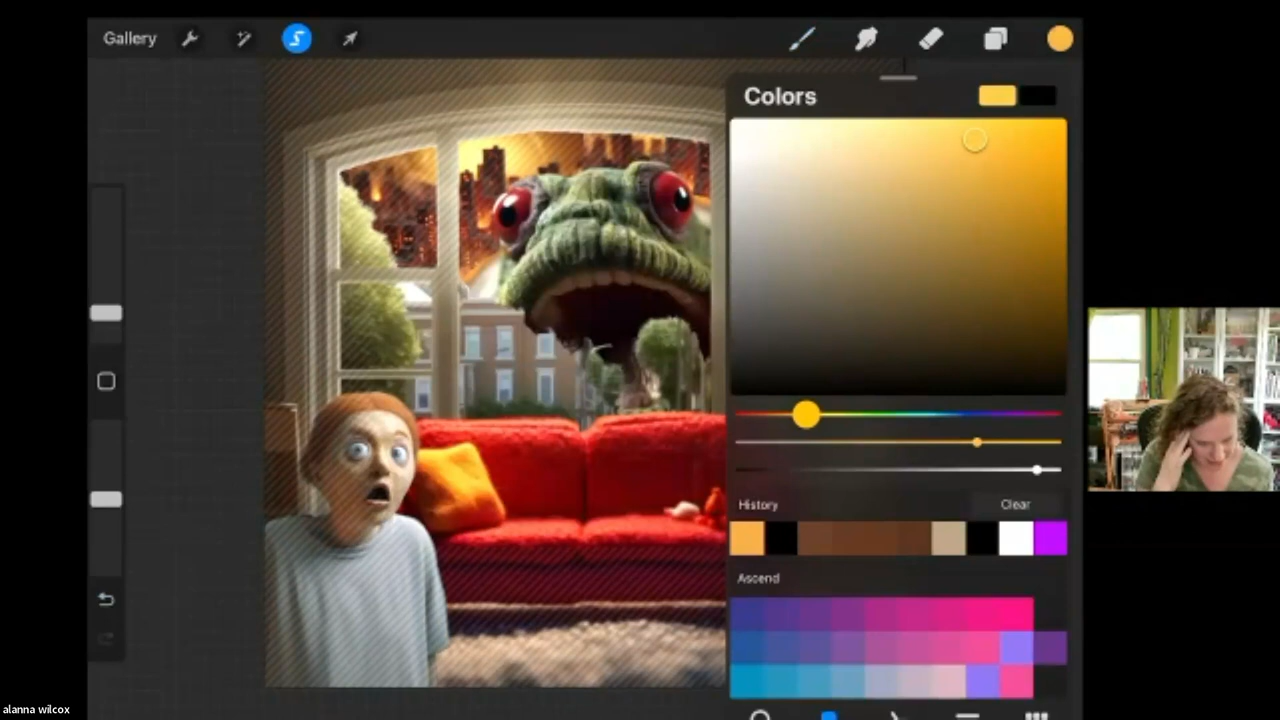 Gallery
Colors
History
Clear
Ascend
alanna wilcox